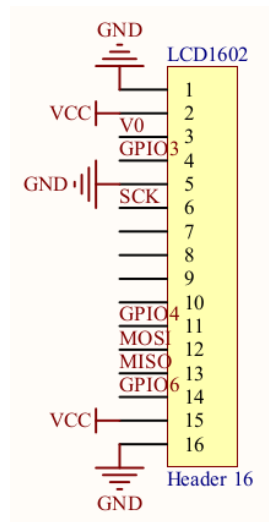 GND
LCD1602
1
VCC 2
V0 3
GPIO3 4
GND 5
SCK 6
7
8
9
10
GPIO4 11
MOSI 12
MISO 13
GPIO6 14
VCC 15
16
Header 16
GND